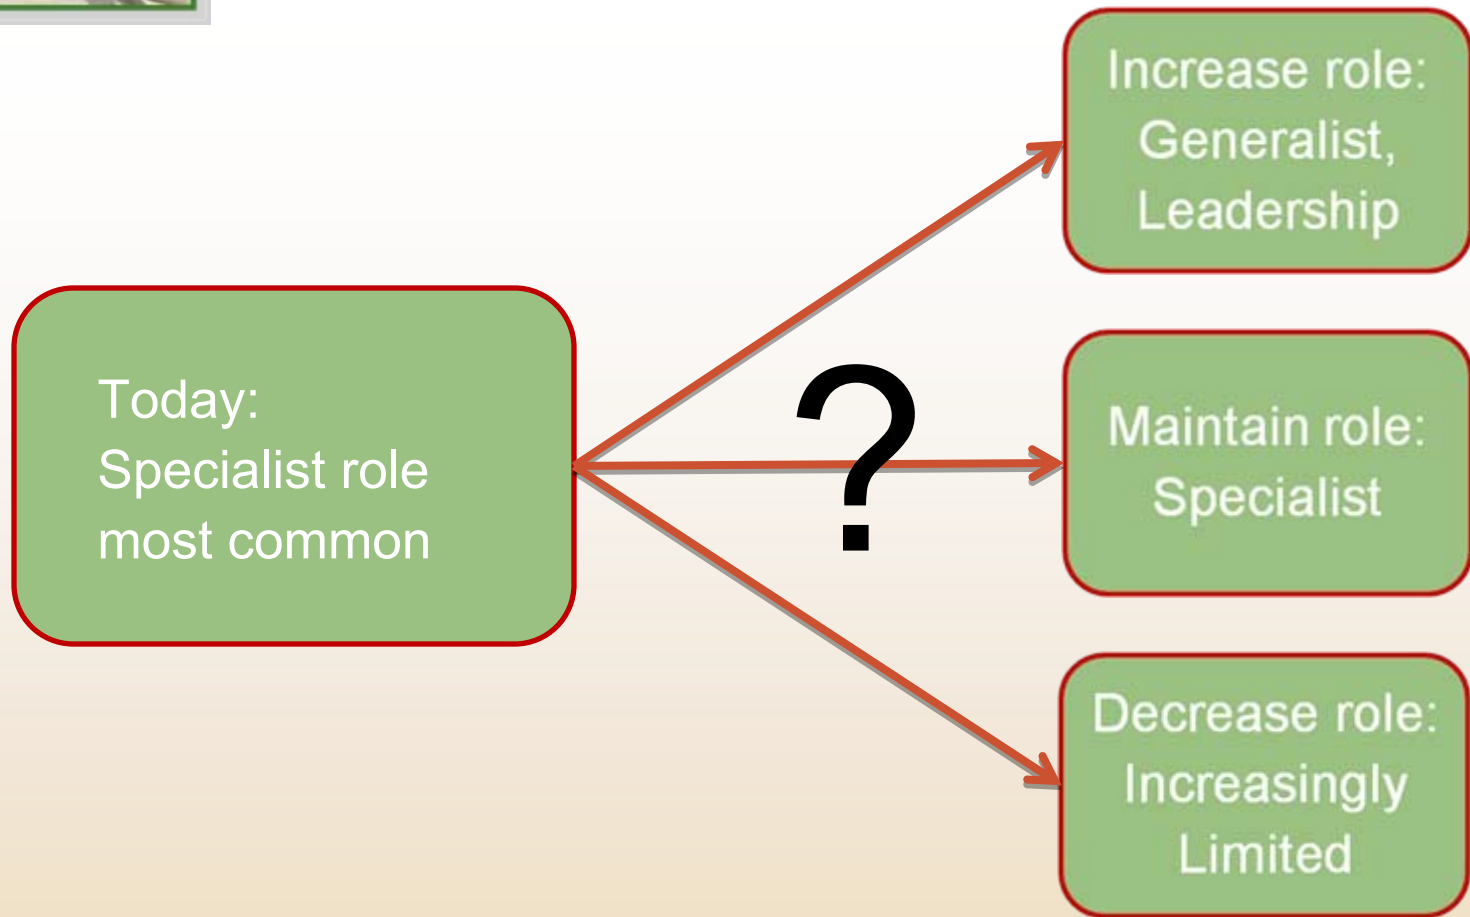 Today:
Specialist role
most common
?
Increase role:
Generalist,
Leadership
Maintain role:
Specialist
Decrease role:
Increasingly
Limited